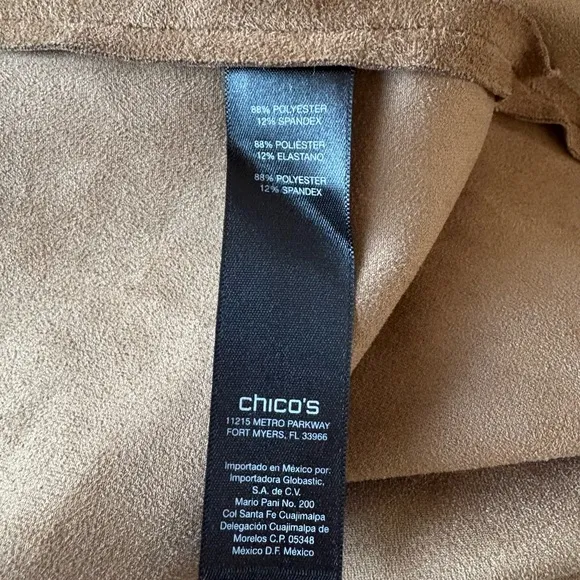 88% POLYESTER
12% SPANDEX
88% POLIÉSTER
12% ELASTANO
88% POLYESTER
12% SPANDEX
chico's
11215 METRO PARKWAY
FORT MYERS, FL 33966
Importado en México por:
Importadora Globastic,
S.A. de C.V.
Mario Pani No. 200
Col Santa Fe Cuajimalpa
Delegación Cuajimalpa de
Morelos C.P. 05348
México D.F. México